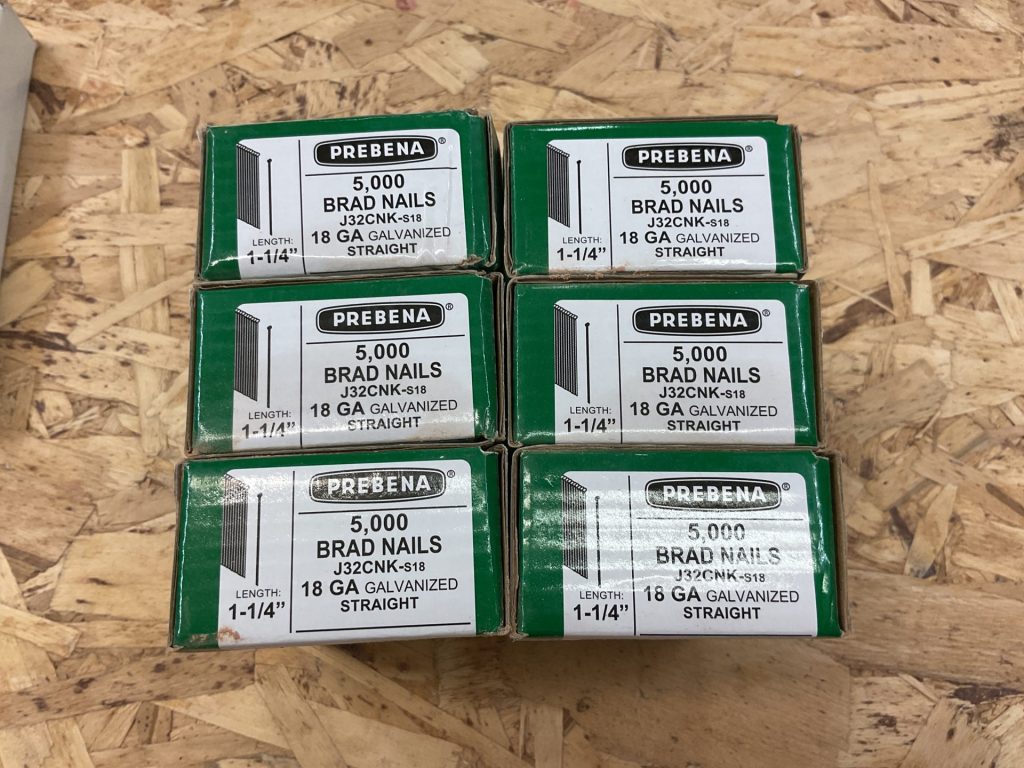 PREBENA®
5,000
BRAD NAILS
J32CNK-S18
18 GA GALVANIZED
STRAIGHT
LENGTH:
1-1/4”
PREBENA®
5,000
BRAD NAILS
J32CNK-S18
18 GA GALVANIZED
STRAIGHT
LENGTH:
1-1/4”
PREBENA®
5,000
BRAD NAILS
J32CNK-S18
18 GA GALVANIZED
STRAIGHT
LENGTH:
1-1/4”
PREBENA®
5,000
BRAD NAILS
J32CNK-S18
18 GA GALVANIZED
STRAIGHT
LENGTH:
1-1/4”
PREBENA®
5,000
BRAD NAILS
J32CNK-S18
18 GA GALVANIZED
STRAIGHT
LENGTH:
1-1/4”
PREBENA®
5,000
BRAD NAILS
J32CNK-S18
18 GA GALVANIZED
STRAIGHT
LENGTH:
1-1/4”